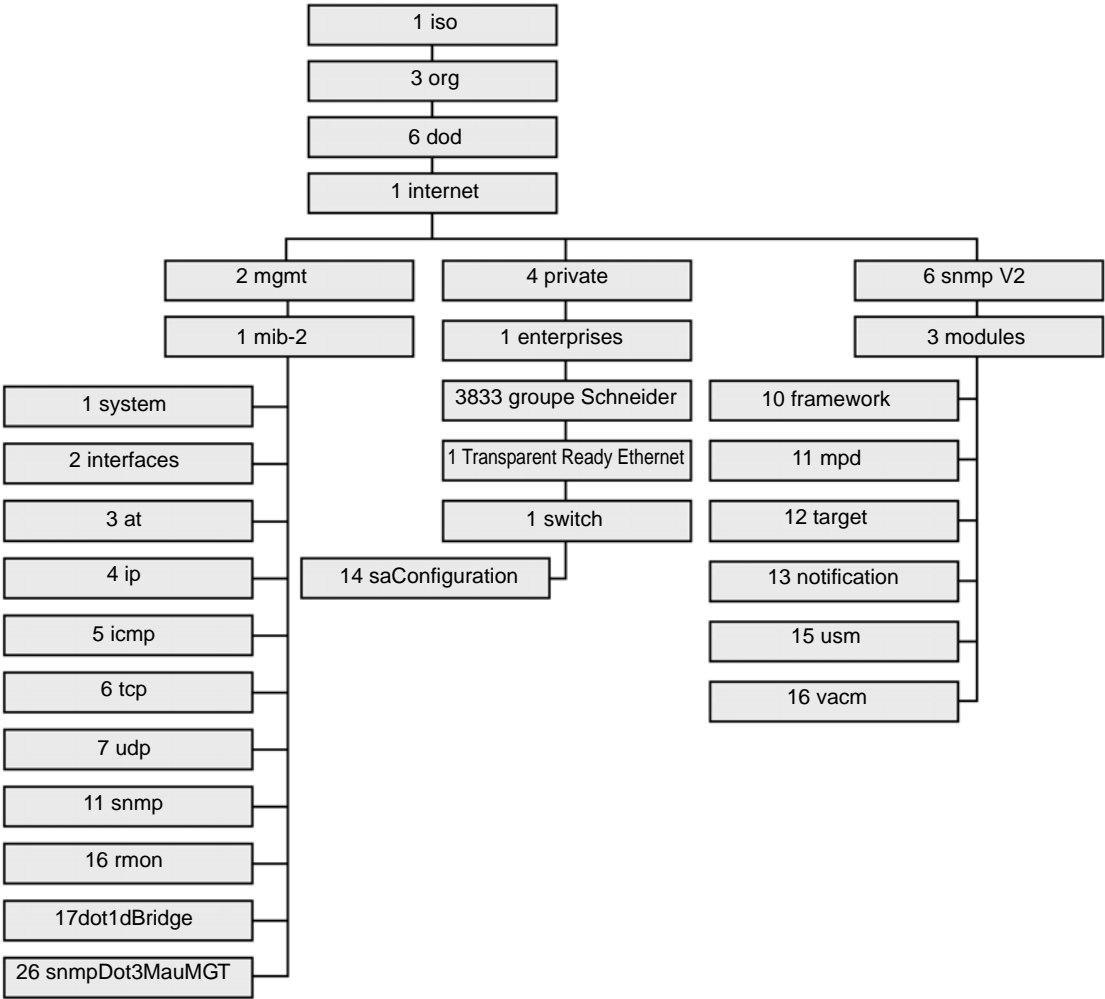 1 iso
3 org
6 dod
1 internet
2 mgmt
1 mib-2
1 system
2 interfaces
3 at
4 ip
5 icmp
6 tcp
7 udp
11 snmp
16 rmon
17dot1dBridge
26 snmpDot3MauMGT
4 private
1 enterprises
3833 groupe Schneider
1 Transparent Ready Ethernet
1 switch
14 saConfiguration
6 snmp V2
3 modules
10 framework
11 mpd
12 target
13 notification
15 usm
16 vacm